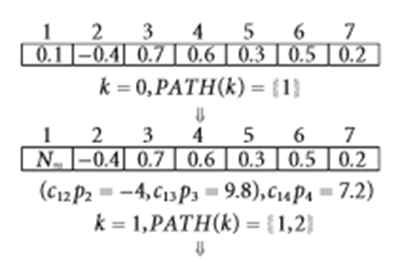 1 2 3 4 5 6 7
0.1 −0.4 0.7 0.6 0.3 0.5 0.2
k = 0,PATH(k) = {1}
⇓
1 2 3 4 5 6 7
N∞ −0.4 0.7 0.6 0.3 0.5 0.2
(c12p2 = −4,c13p3 = 9.8),c14p4 = 7.2)
k = 1,PATH(k) = {1,2}
⇓